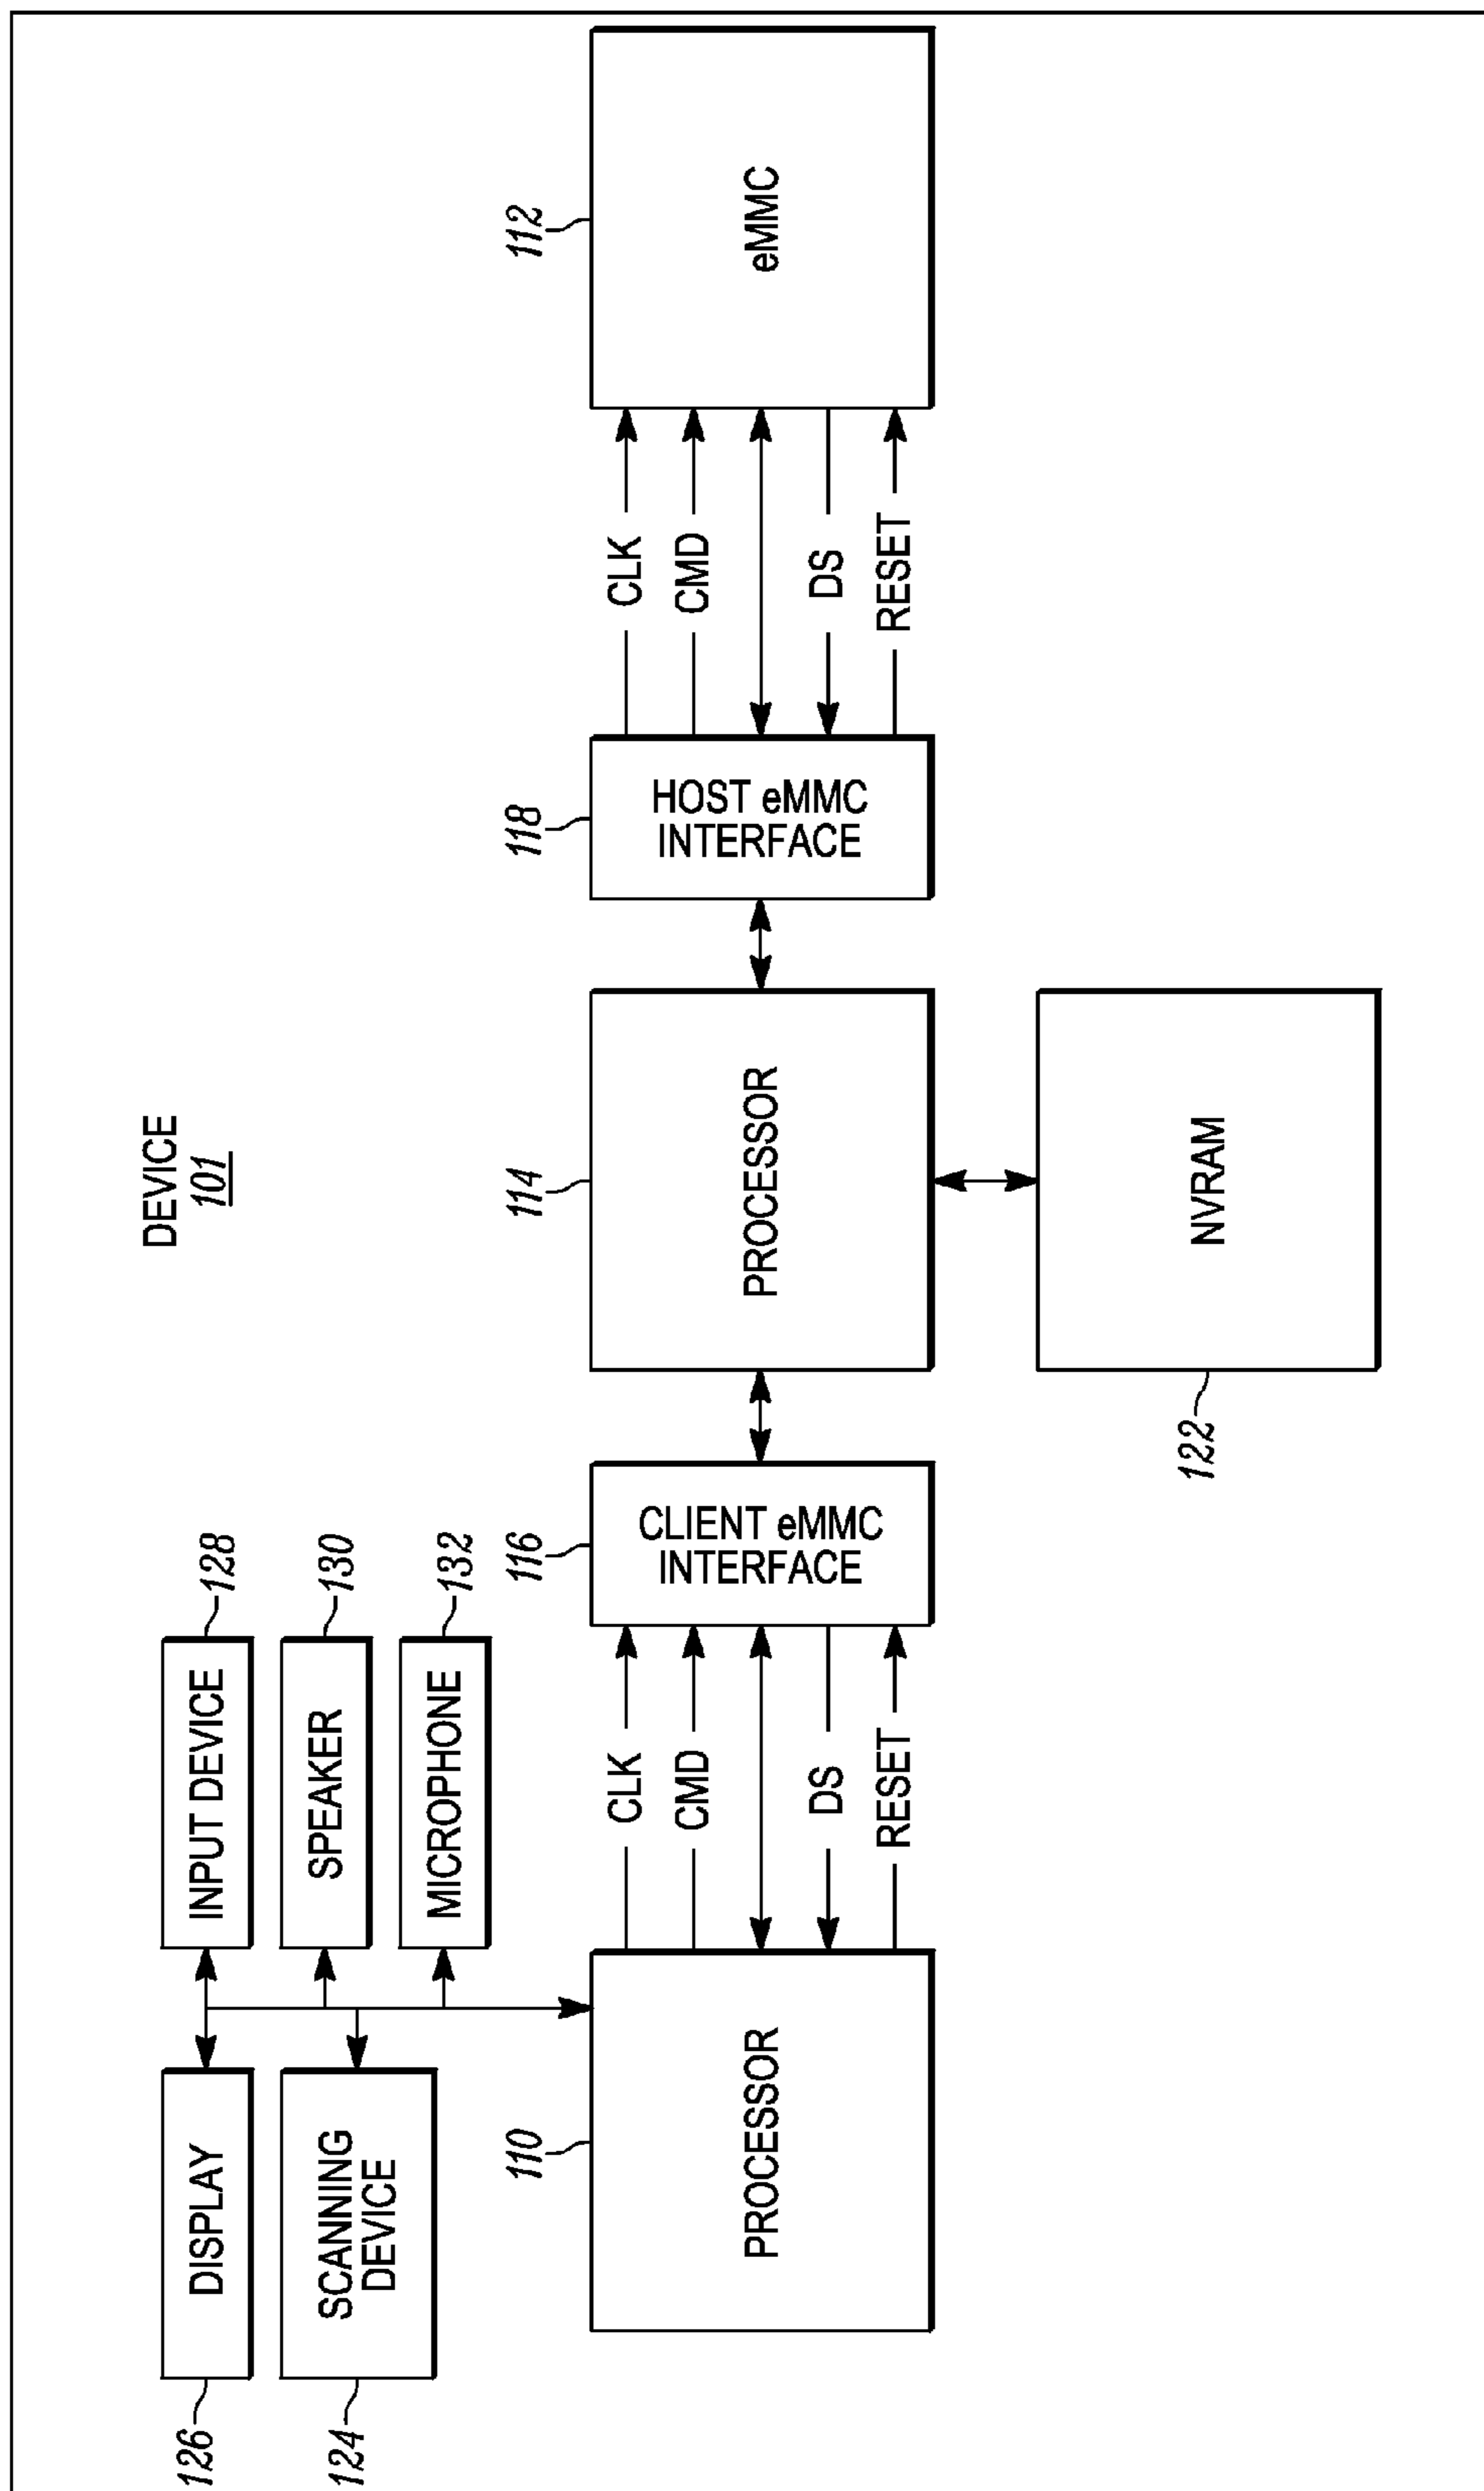 DEVICE
101
DISPLAY
126
INPUT DEVICE
128
SCANNING
DEVICE
124
SPEAKER
130
MICROPHONE
132
110
PROCESSOR
CLK
CMD
DS
RESET
116
CLIENT eMMC
INTERFACE
114
PROCESSOR
118
HOST eMMC
INTERFACE
CLK
CMD
DS
RESET
112
eMMC
122
NVRAM